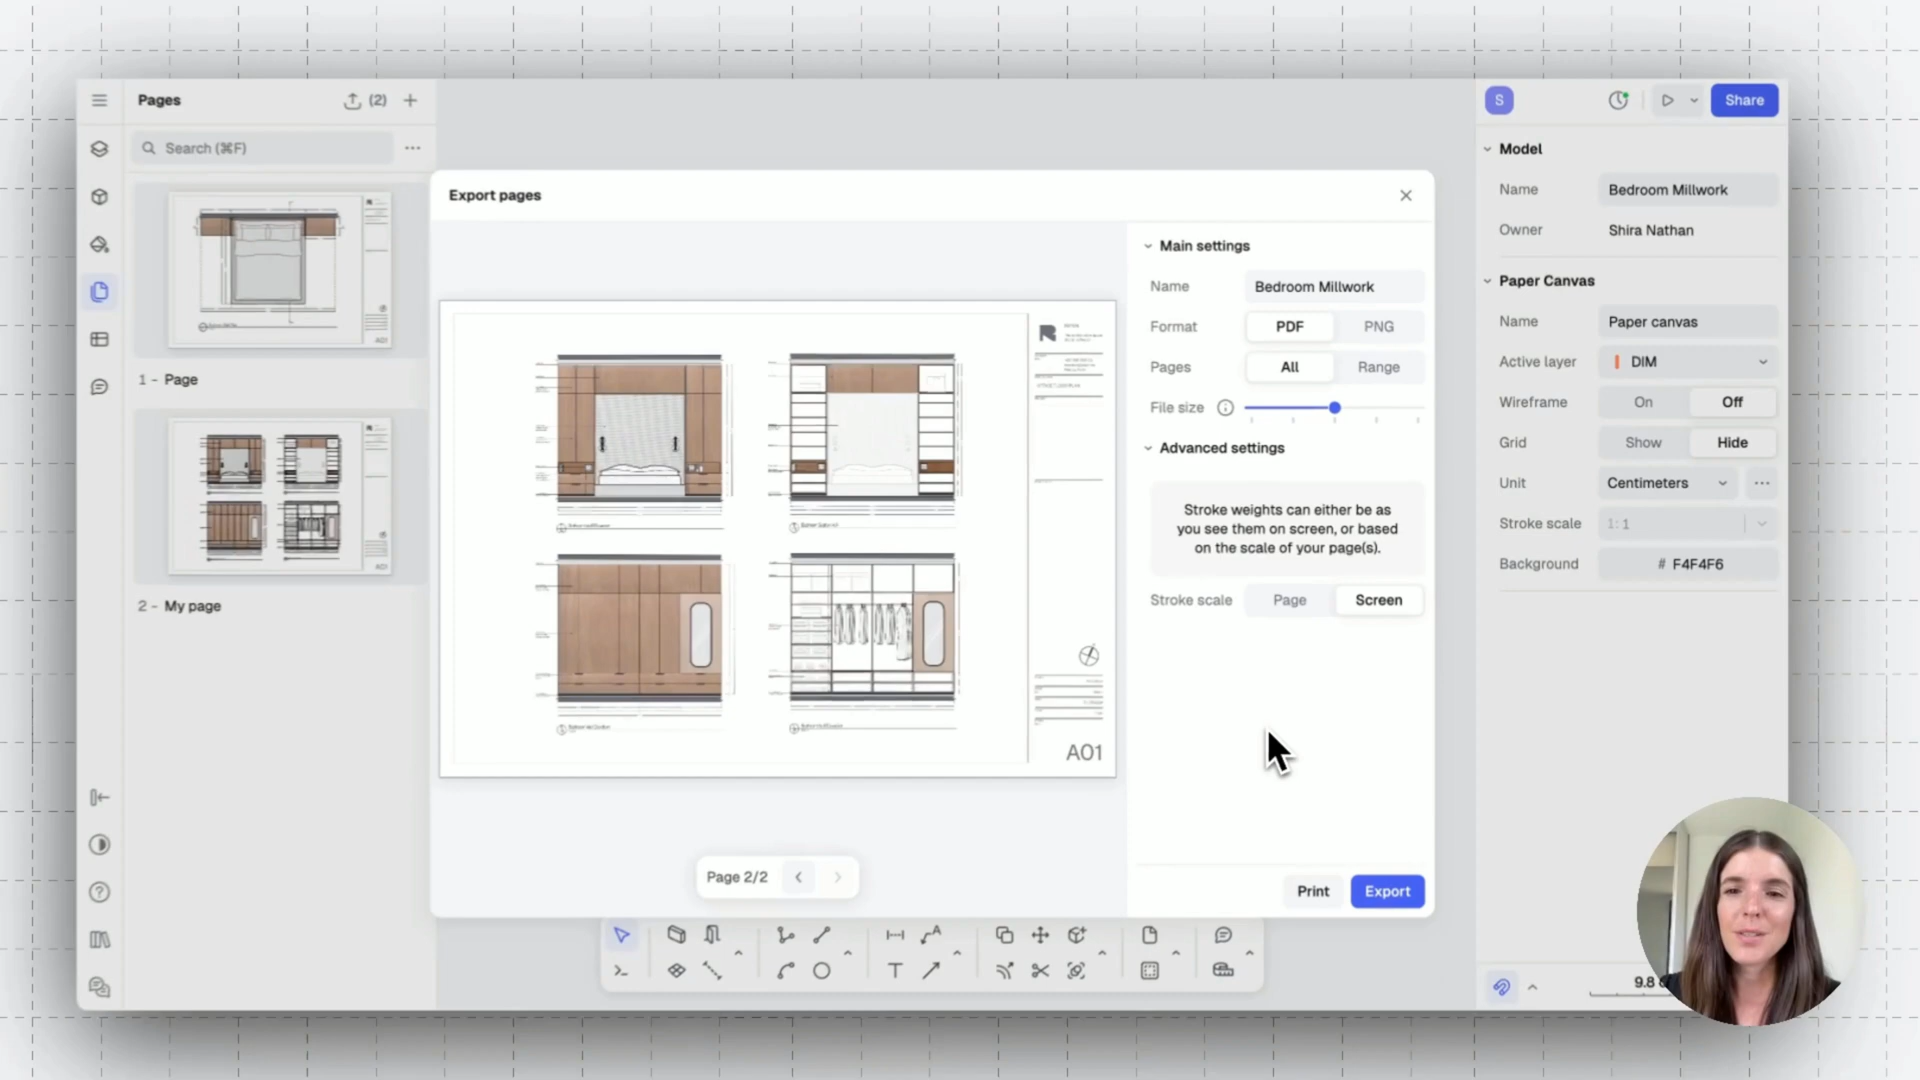 Pages
(2)
Search (⌘F)
1 - Page
2 - My page
Export pages
A01
Page 2/2
Main settings
Name
Bedroom Millwork
Format
PDF
PNG
Pages
All
Range
File size
Advanced settings
Stroke weights can either be as
you see them on screen, or based
on the scale of your page(s).
Stroke scale
Page
Screen
Print
Export
S
Share
Model
Name
Bedroom Millwork
Owner
Shira Nathan
Paper Canvas
Name
Paper canvas
Active layer
DIM
Wireframe
On
Off
Grid
Show
Hide
Unit
Centimeters
Stroke scale
1:1
Background
# F4F4F6
9.8